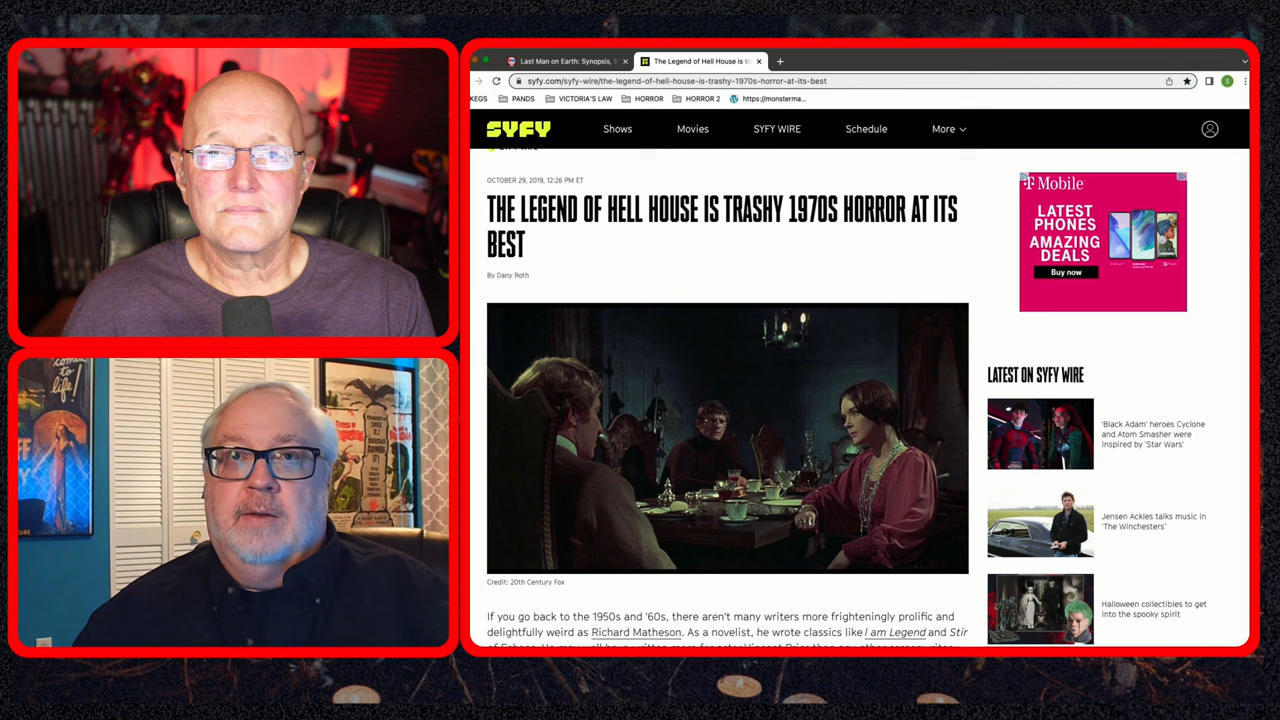 come
to
life!
Last Man on Earth: Synopsis,
The Legend of Hell House is tr
syfy.com/syfy-wire/the-legend-of-hell-house-is-trashy-1970s-horror-at-its-best
KEGS
PANDS
VICTORIA'S LAW
HORROR
HORROR 2
https://monsterma...
S
SYFY
Shows
Movies
SYFY WIRE
Schedule
More
OCTOBER 29, 2019, 12:26 PM ET
THE LEGEND OF HELL HOUSE IS TRASHY 1970S HORROR AT ITS
BEST
By Dany Roth
T Mobile
LATEST
PHONES
AMAZING
DEALS
Buy now
Credit: 20th Century Fox
If you go back to the 1950s and '60s, there aren't many writers more frighteningly prolific and
delightfully weird as Richard Matheson. As a novelist, he wrote classics like I am Legend and Stir
LATEST ON SYFY WIRE
'Black Adam' heroes Cyclone
and Atom Smasher were
inspired by 'Star Wars'
Jensen Ackles talks music in
'The Winchesters'
Halloween collectibles to get
into the spooky spirit